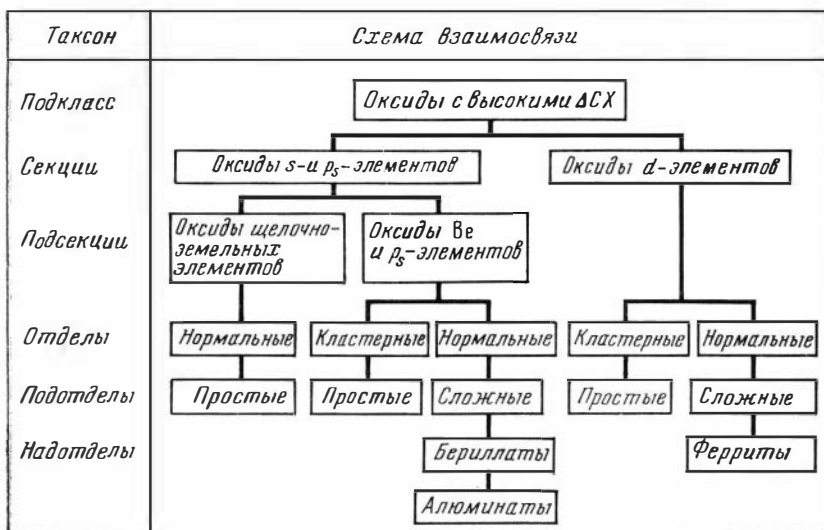 Таксон
Схема взаимосвязи
Подкласс
Оксиды с высокими ΔСХ
Секции
Оксиды s-и pₛ-элементов
Оксиды d-элементов
Подсекции
Оксиды щелочно-
земельных
элементов
Оксиды Be
и pₛ-элементов
Отделы
Нормальные
Кластерные
Нормальные
Кластерные
Нормальные
Подотделы
Простые
Простые
Сложные
Простые
Сложные
Надотделы
Бериллаты
Ферриты
Алюминаты